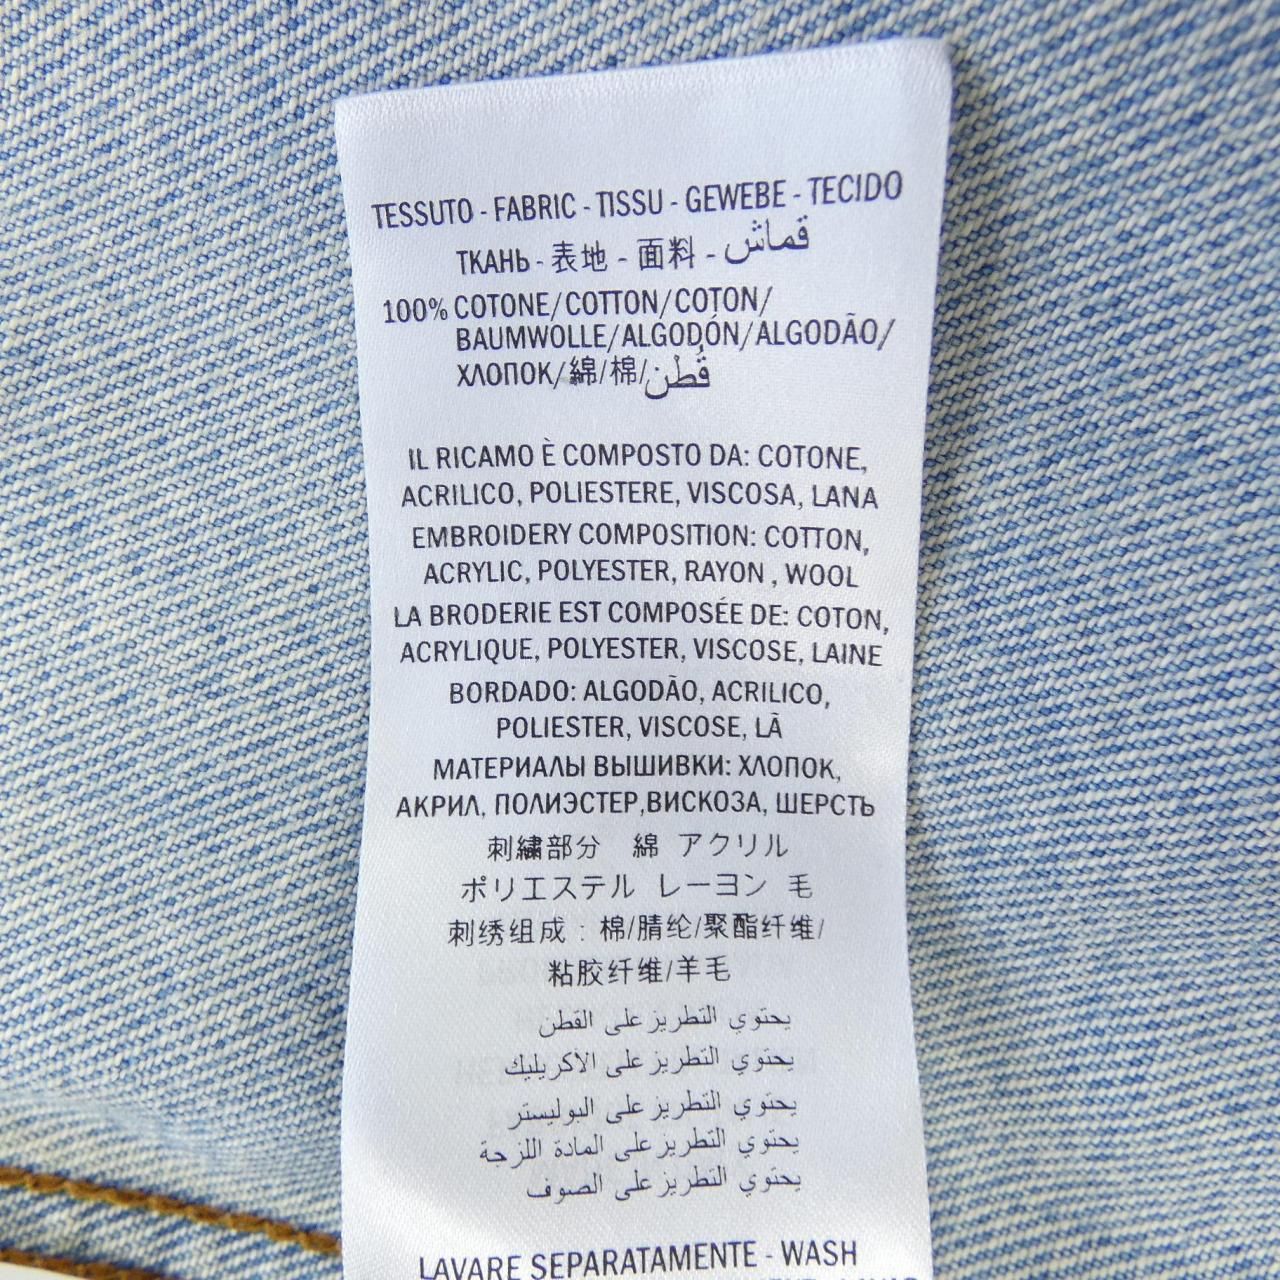 TESSUTO - FABRIC - TISSU - GEWEBE - TECIDO
ТКАНЬ - 表地 - 面料 - قماش
100% COTONE/COTTON/COTON/
BAUMWOLLE/ALGODÓN/ALGODÃO/
ХЛОПОК/綿/棉/قُطن
IL RICAMO È COMPOSTO DA: COTONE,
ACRILICO, POLIESTERE, VISCOSA, LANA
EMBROIDERY COMPOSITION: COTTON,
ACRYLIC, POLYESTER, RAYON , WOOL
LA BRODERIE EST COMPOSÉE DE: COTON,
ACRYLIQUE, POLYESTER, VISCOSE, LAINE
BORDADO: ALGODÃO, ACRILICO,
POLIESTER, VISCOSE, LÃ
МАТЕРИАЛЫ ВЫШИВКИ: ХЛОПОК,
АКРИЛ, ПОЛИЭСТЕР,ВИСКОЗА, ШЕРСТЬ
刺繍部分 綿 アクリル
ポリエステル レーヨン 毛
刺绣组成 : 棉/腈纶/聚酯纤维/
粘胶纤维/羊毛
يحتوي التطريز على القطن
يحتوي التطريز على الأكريليك
يحتوي التطريز على البوليستر
يحتوي التطريز على المادة اللزجة
يحتوي التطريز على الصوف
LAVARE SEPARATAMENTE - WASH